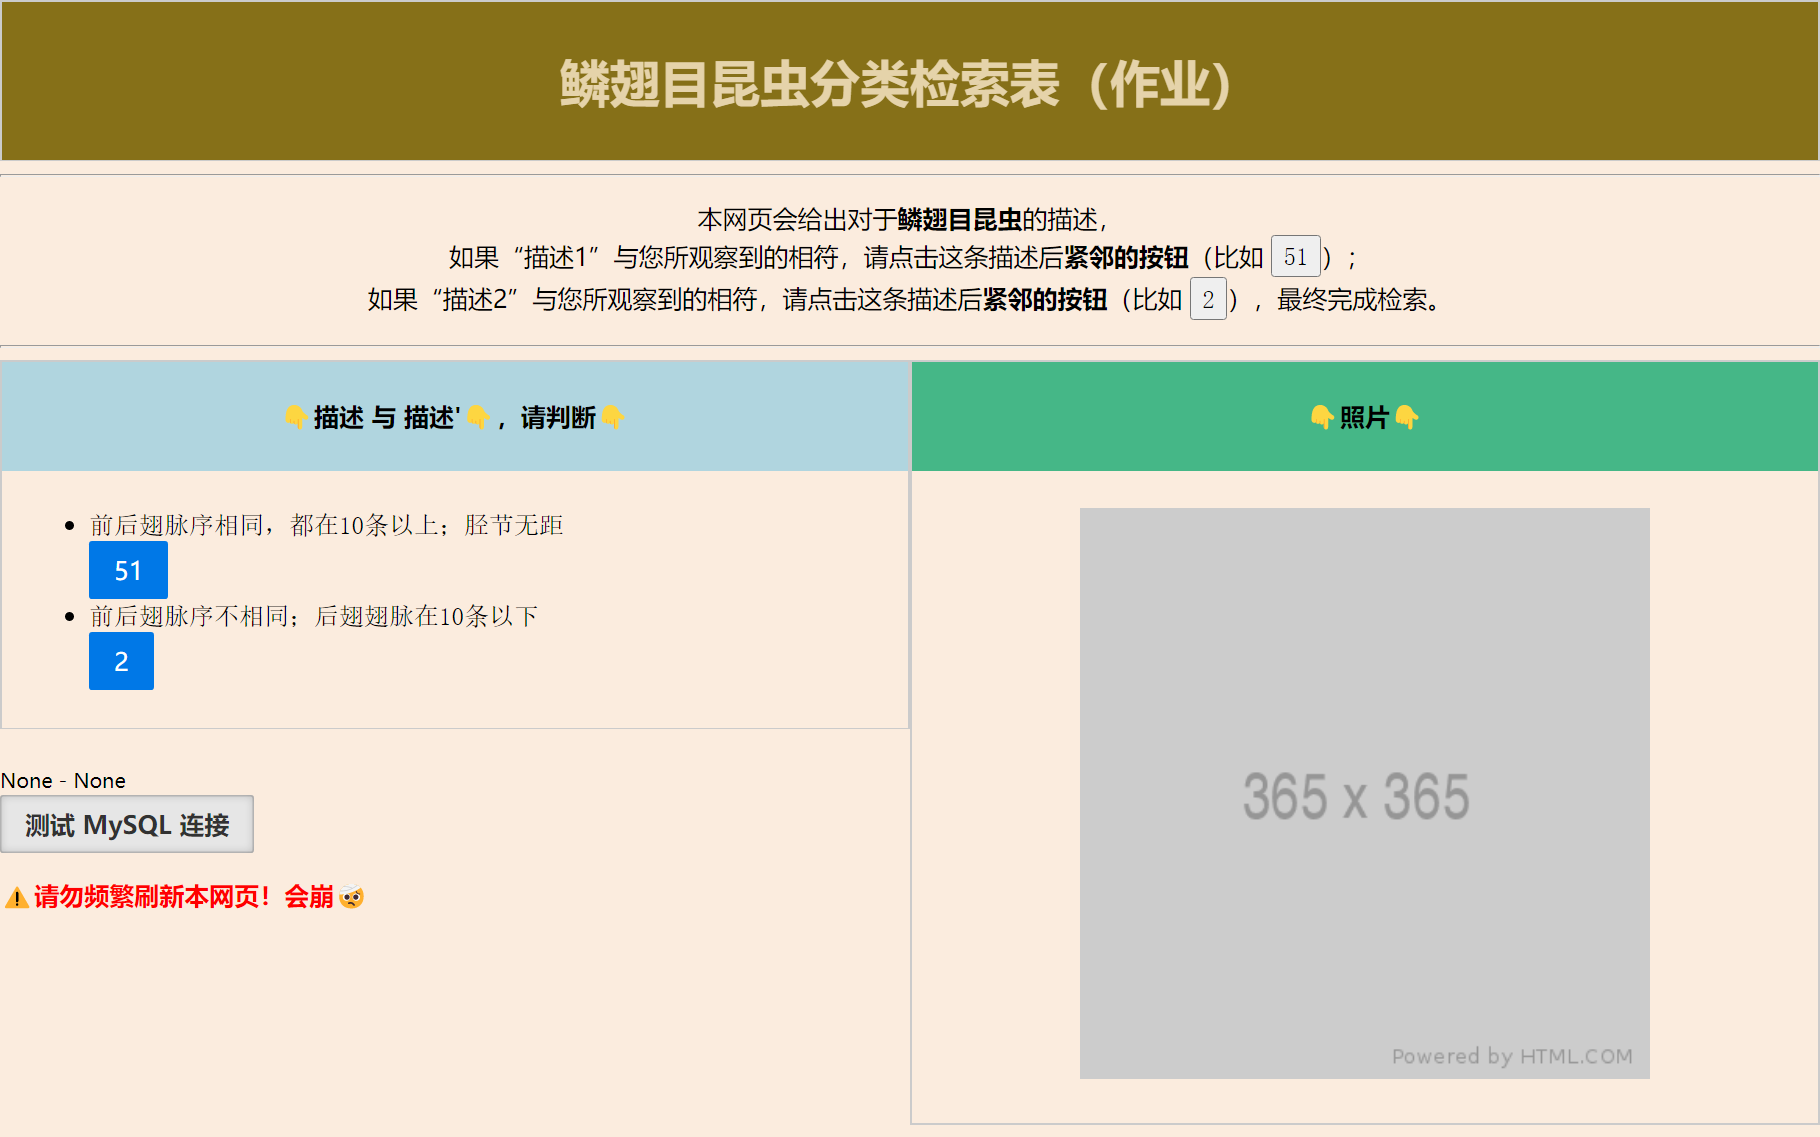 鳞翅目昆虫分类检索表（作业）
本网页会给出对于鳞翅目昆虫的描述，
如果“描述1”与您所观察到的相符，请点击这条描述后紧邻的按钮（比如 51 ）；
如果“描述2”与您所观察到的相符，请点击这条描述后紧邻的按钮（比如 2 ），最终完成检索。
👇描述 与 描述'👇，请判断👇
前后翅脉序相同，都在10条以上；胫节无距
51
前后翅脉序不相同；后翅翅脉在10条以下
2
None - None
测试 MySQL 连接
⚠️请勿频繁刷新本网页！会崩🤕
👇照片👇
365 x 365
Powered by HTML.COM